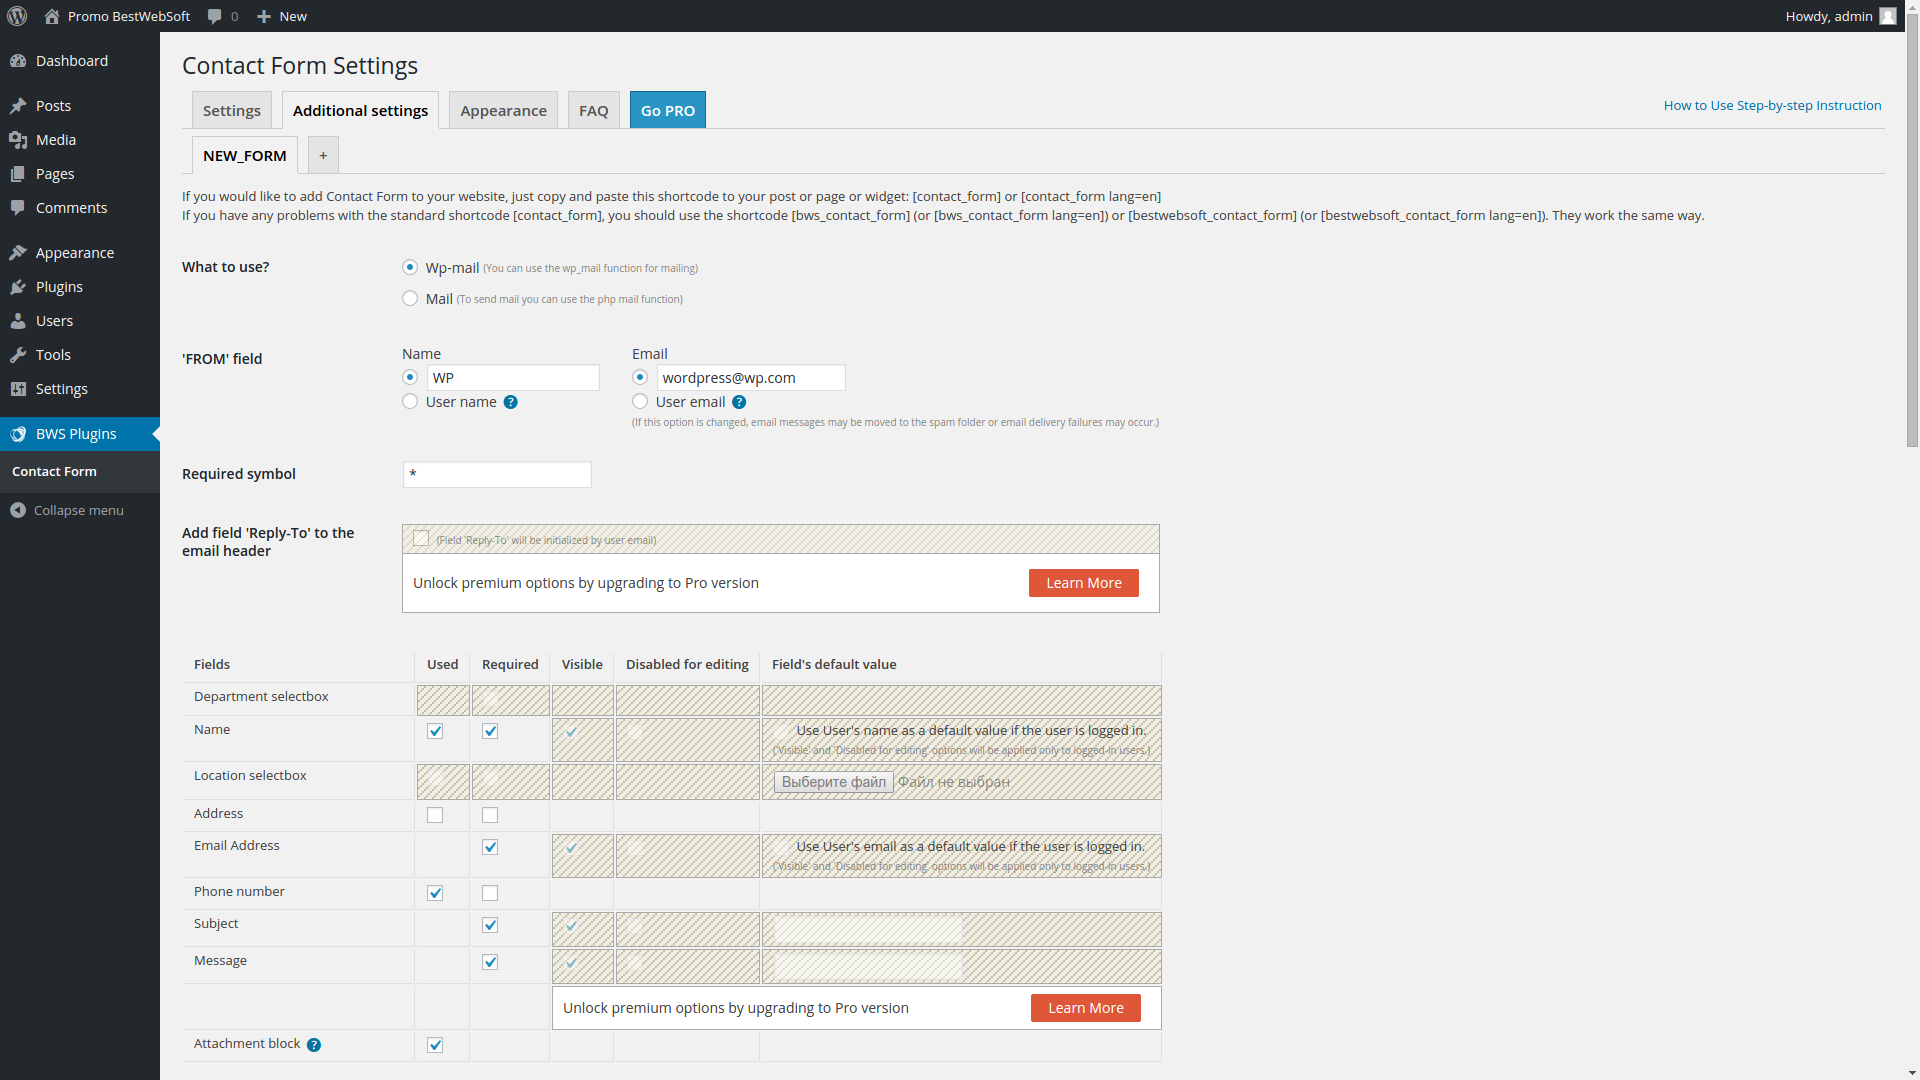 Promo BestWebSoft 0 New Howdy, admin
Dashboard
Posts
Media
Pages
Comments
Appearance
Plugins
Users
Tools
Settings
BWS Plugins
Contact Form
Collapse menu
Contact Form Settings
Settings Additional settings Appearance FAQ Go PRO
How to Use Step-by-step Instruction
NEW_FORM +
If you would like to add Contact Form to your website, just copy and paste this shortcode to your post or page or widget: [contact_form] or [contact_form lang=en]
If you have any problems with the standard shortcode [contact_form], you should use the shortcode [bws_contact_form] (or [bws_contact_form lang=en]) or [bestwebsoft_contact_form] (or [bestwebsoft_contact_form lang=en]). They work the same way.
What to use?
Wp-mail (You can use the wp_mail function for mailing)
Mail (To send mail you can use the php mail function)
'FROM' field
Name Email
WP wordpress@wp.com
User name ? User email ?
(If this option is changed, email messages may be moved to the spam folder or email delivery failures may occur.)
Required symbol *
Add field 'Reply-To' to the
email header
(Field 'Reply-To' will be initialized by user email)
Unlock premium options by upgrading to Pro version Learn More
Fields Used Required Visible Disabled for editing Field's default value
Department selectbox
Name Use User's name as a default value if the user is logged in.
('Visible' and 'Disabled for editing' options will be applied only to logged-in users.)
Location selectbox Выберите файл Файл не выбран
Address
Email Address Use User's email as a default value if the user is logged in.
('Visible' and 'Disabled for editing' options will be applied only to logged-in users.)
Phone number
Subject
Message
Unlock premium options by upgrading to Pro version Learn More
Attachment block ?